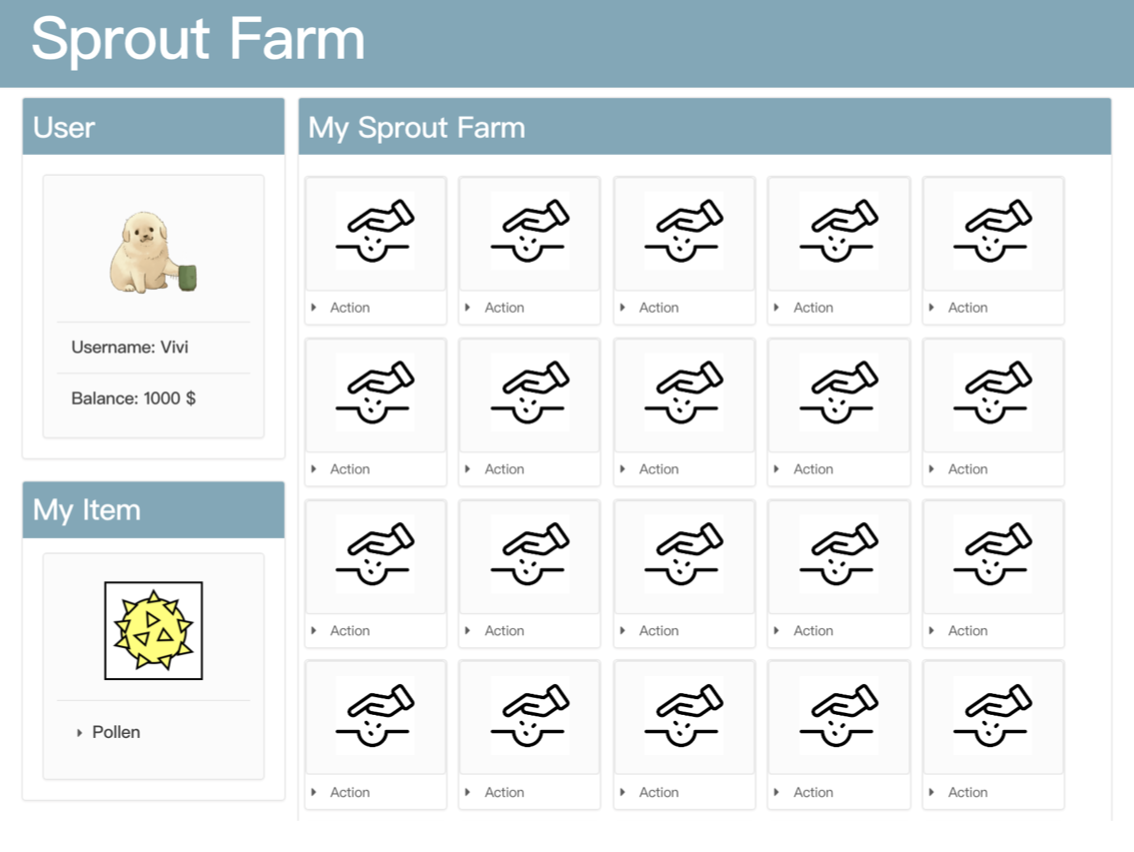 Sprout Farm
User
Username: Vivi
Balance: 1000 $
My Item
Pollen
My Sprout Farm
Action Action Action Action Action
Action Action Action Action Action
Action Action Action Action Action
Action Action Action Action Action